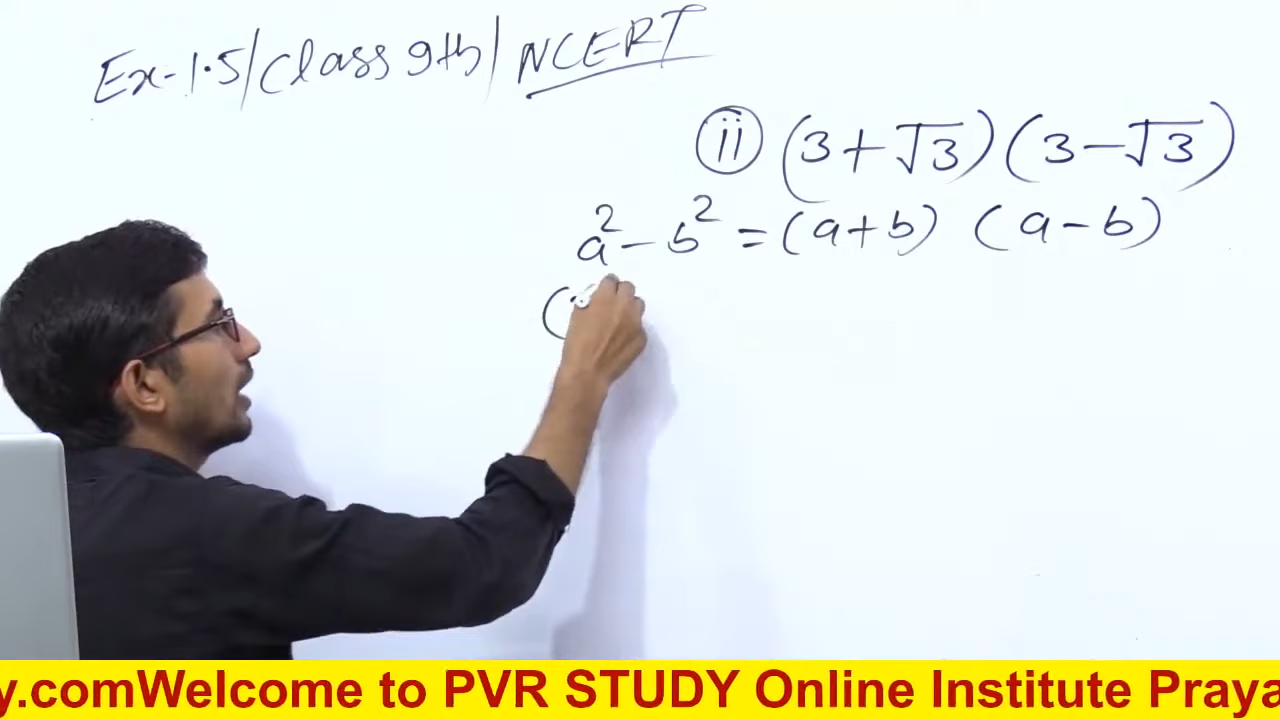 Ex-1.5/Class 9th/NCERT
ii (3+√3)(3-√3)
a²-b²=(a+b) (a-b)
(
y.comWelcome to PVR STUDY Online Institute Praya